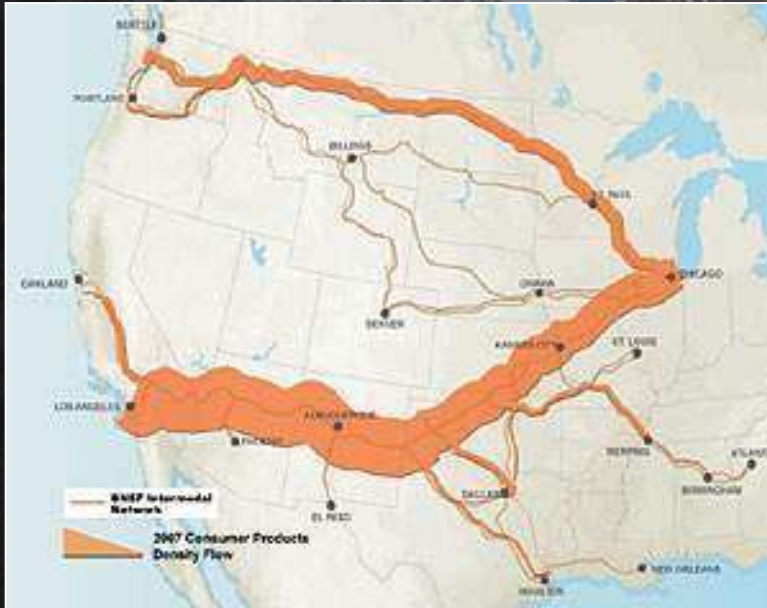 SEATTLE
PORTLAND
BILLINGS
ST. PAUL
OAKLAND
OMAHA
CHICAGO
DENVER
KANSAS CITY
ST. LOUIS
LOS ANGELES
ALBUQUERQUE
PHOENIX
MEMPHIS
ATLANTA
BIRMINGHAM
DALLAS
EL PASO
BNSF Intermodal
Network
2007 Consumer Products
Density Flow
NEW ORLEANS
HOUSTON